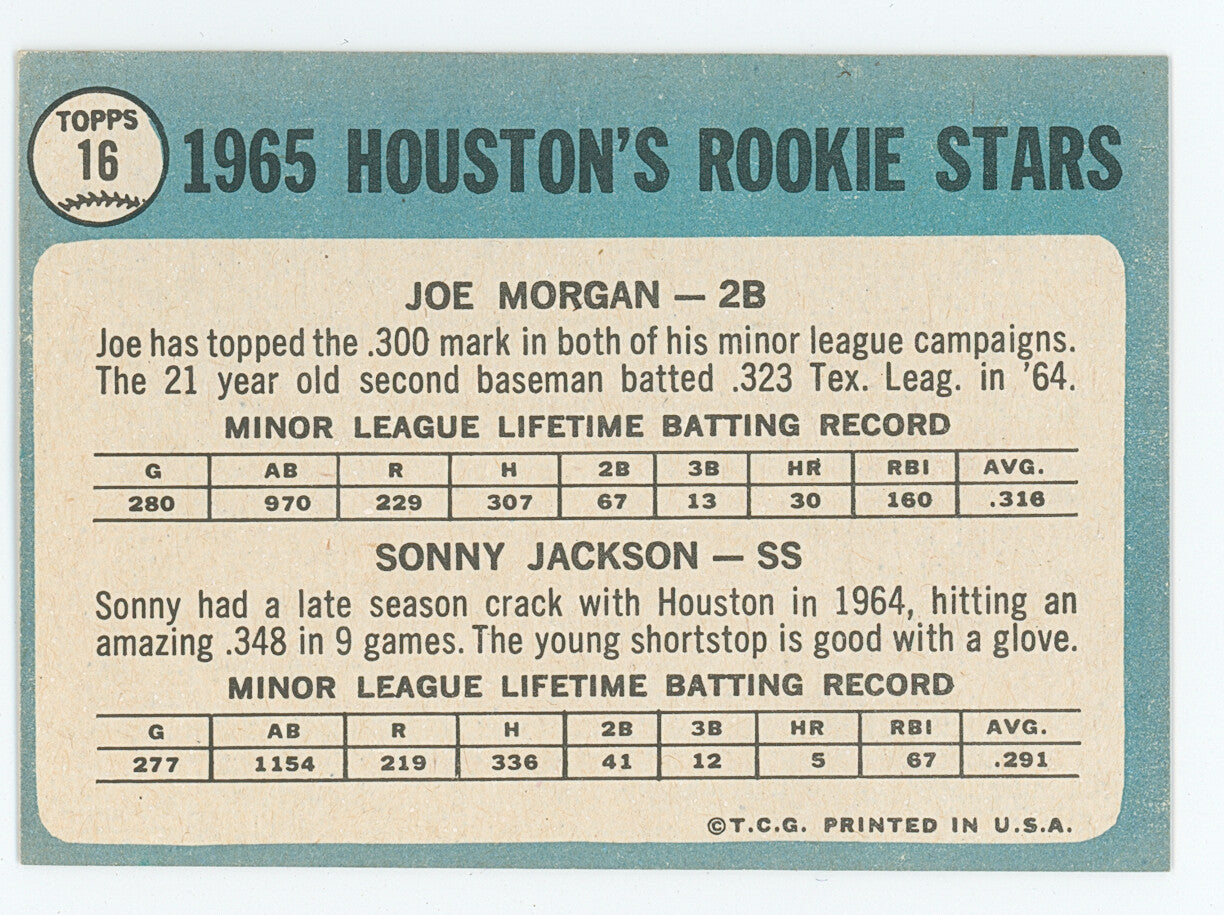 TOPPS
16
1965 HOUSTON'S ROOKIE STARS
JOE MORGAN — 2B
Joe has topped the .300 mark in both of his minor league campaigns.
The 21 year old second baseman batted .323 Tex. Leag. in '64.
MINOR LEAGUE LIFETIME BATTING RECORD
G AB R H 2B 3B HR RBI AVG.
280 970 229 307 67 13 30 160 .316
SONNY JACKSON — SS
Sonny had a late season crack with Houston in 1964, hitting an
amazing .348 in 9 games. The young shortstop is good with a glove.
MINOR LEAGUE LIFETIME BATTING RECORD
G AB R H 2B 3B HR RBI AVG.
277 1154 219 336 41 12 5 67 .291
©T.C.G. PRINTED IN U.S.A.